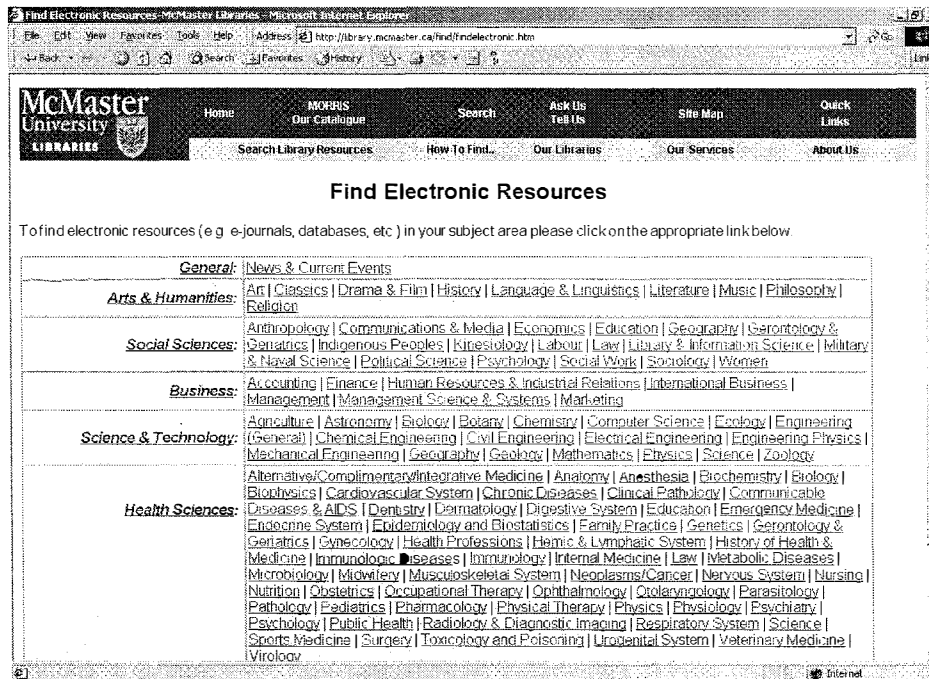 Find Electronic Resources-McMaster Libraries - Microsoft Internet Explorer
File Edit View Favorites Tools Help Address http://library.mcmaster.ca/find/findelectronic.htm Go
Back Search Favorites History
McMaster University LIBRARIES
Home MORRIS Our Catalogue Search Ask Us Tell Us Site Map Quick Links
Search Library Resources How To Find.. Our Libraries Our Services About Us
Find Electronic Resources
To find electronic resources (e g e-journals, databases, etc ) in your subject area please click on the appropriate link below.
General: News & Current Events
Arts & Humanities: Art | Classics | Drama & Film | History | Language & Linguistics | Literature | Music | Philosophy |
Religion
Social Sciences: Anthropology | Communications & Media | Economics | Education | Geography | Gerontology &
Geriatrics | Indigenous Peoples | Kinesiology | Labour | Law | Library & Information Science | Military
& Naval Science | Political Science | Psychology | Social Work | Sociology | Women
Business: Accounting | Finance | Human Resources & Industrial Relations | International Business |
Management | Management Science & Systems | Marketing
Science & Technology: Agriculture | Astronomy | Biology | Botany | Chemistry | Computer Science | Ecology | Engineering
(General) | Chemical Engineering | Civil Engineering | Electrical Engineering | Engineering Physics |
Mechanical Engineering | Geography | Geology | Mathematics | Physics | Science | Zoology
Health Sciences: Alternative/Complimentary/Integrative Medicine | Anatomy | Anesthesia | Biochemistry | Biology |
Biophysics | Cardiovascular System | Chronic Diseases | Clinical Pathology | Communicable
Diseases & AIDS | Dentistry | Dermatology | Digestive System | Education | Emergency Medicine |
Endocrine System | Epidemiology and Biostatistics | Family Practice | Genetics | Gerontology &
Geriatrics | Gynecology | Health Professions | Hemic & Lymphatic System | History of Health &
Medicine | Immunologic Diseases | Immunology | Internal Medicine | Law | Metabolic Diseases |
Microbiology | Midwifery | Musculoskeletal System | Neoplasms/Cancer | Nervous System | Nursing |
Nutrition | Obstetrics | Occupational Therapy | Ophthalmology | Otolaryngology | Parasitology |
Pathology | Pediatrics | Pharmacology | Physical Therapy | Physics | Physiology | Psychiatry |
Psychology | Public Health | Radiology & Diagnostic Imaging | Respiratory System | Science |
Sports Medicine | Surgery | Toxicology and Poisoning | Urogenital System | Veterinary Medicine |
Virology
Internet